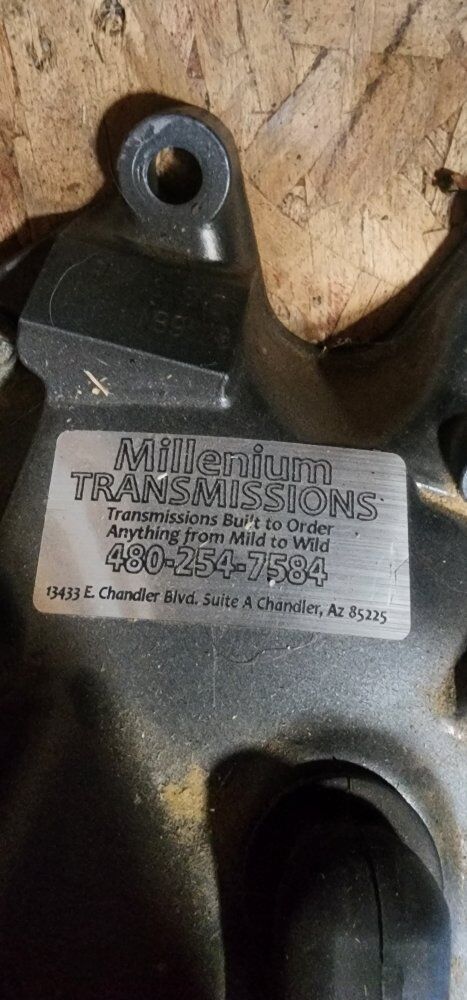 Millenium
TRANSMISSIONS
Transmissions Built to Order
Anything from Mild to Wild
480-254-7584
13433 E. Chandler Blvd. Suite A Chandler, Az 85225